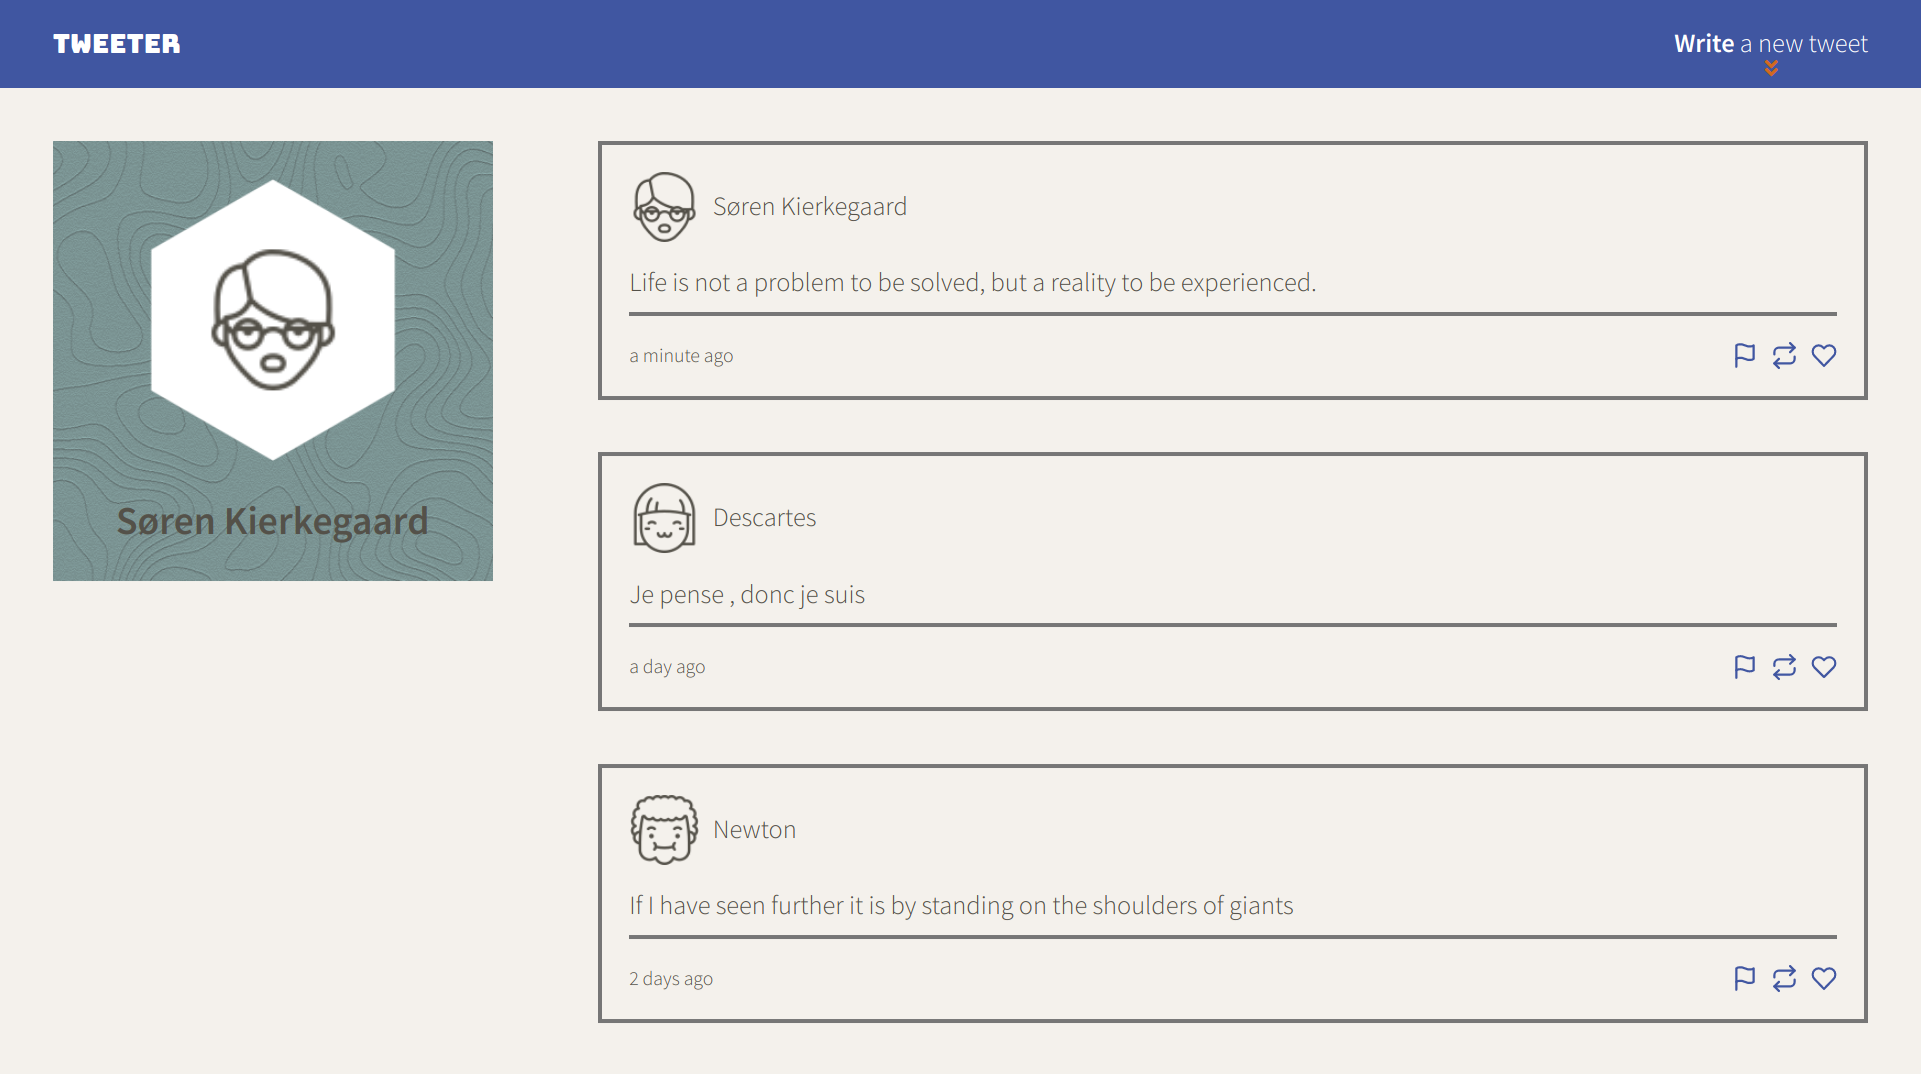 TWEETER
Write a new tweet
Søren Kierkegaard
Søren Kierkegaard
Life is not a problem to be solved, but a reality to be experienced.
a minute ago
Descartes
Je pense , donc je suis
a day ago
Newton
If I have seen further it is by standing on the shoulders of giants
2 days ago